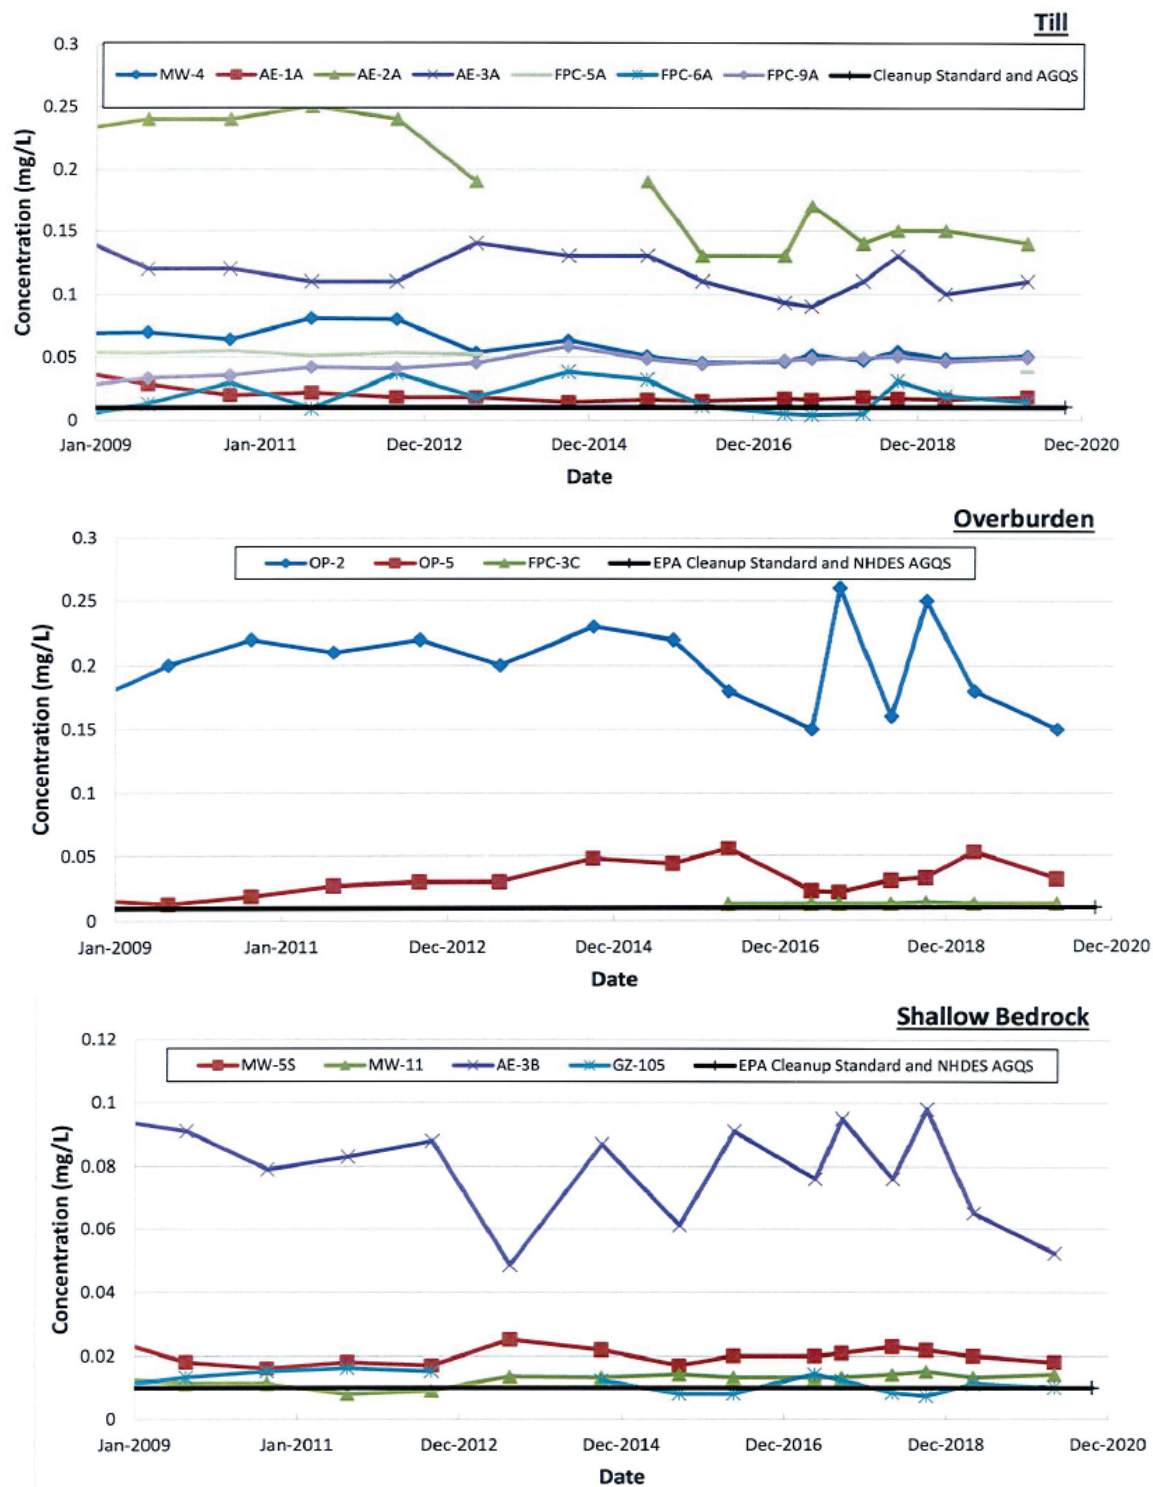 Till
0.3
MW-4 AE-1A AE-2A AE-3A FPC-5A FPC-6A FPC-9A Cleanup Standard and AGQS
0.25
0.2
0.15
0.1
0.05
0
Concentration (mg/L)
Jan-2009 Jan-2011 Dec-2012 Dec-2014 Dec-2016 Dec-2018 Dec-2020
Date
Overburden
0.3
OP-2 OP-5 FPC-3C EPA Cleanup Standard and NHDES AGQS
0.25
0.2
0.15
0.1
0.05
0
Concentration (mg/L)
Jan-2009 Jan-2011 Dec-2012 Dec-2014 Dec-2016 Dec-2018 Dec-2020
Date
Shallow Bedrock
0.12
MW-5S MW-11 AE-3B GZ-105 EPA Cleanup Standard and NHDES AGQS
0.1
0.08
0.06
0.04
0.02
0
Concentration (mg/L)
Jan-2009 Jan-2011 Dec-2012 Dec-2014 Dec-2016 Dec-2018 Dec-2020
Date